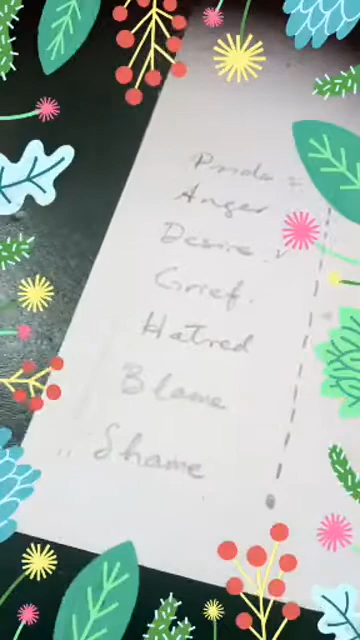 Pride =
Anger
Desire. ✓
Grief.
Hatred
Blame
Shame